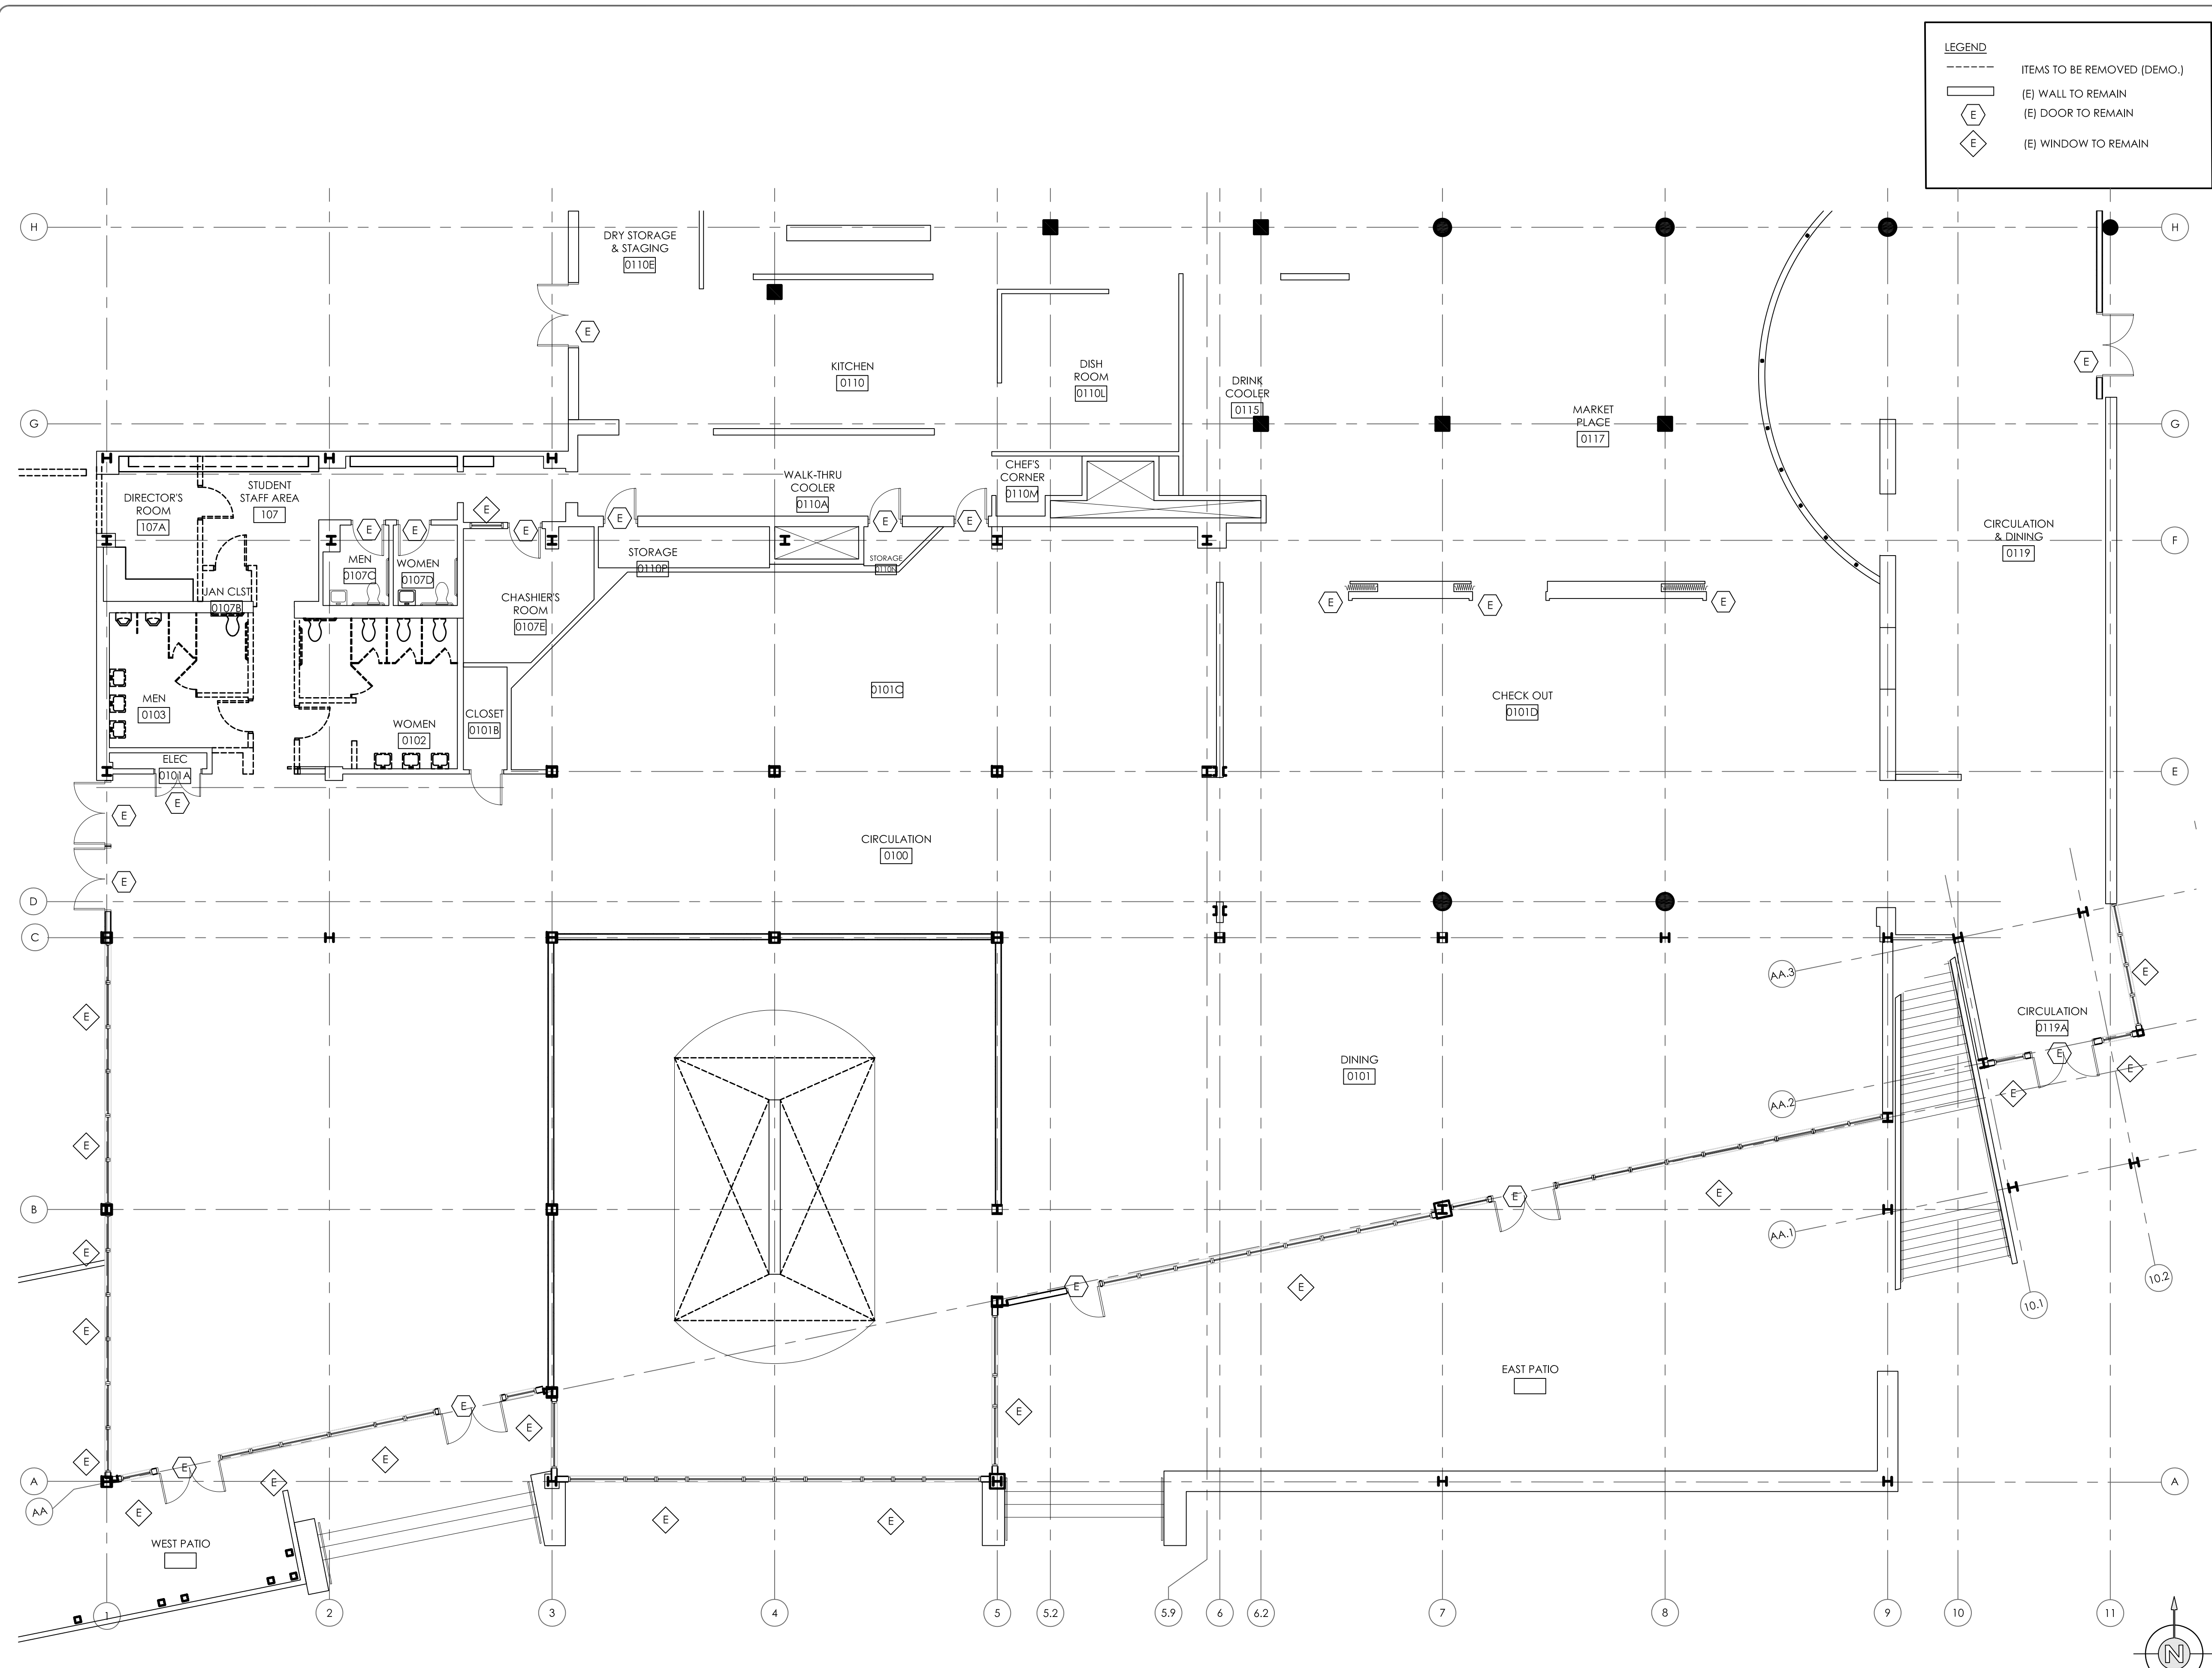 LEGEND
ITEMS TO BE REMOVED (DEMO.)
(E) WALL TO REMAIN
E
(E) DOOR TO REMAIN
E
(E) WINDOW TO REMAIN
H
H
DRY STORAGE
& STAGING
0110E
E
E
KITCHEN
0110
DISH
ROOM
0110L
DRINK
COOLER
0115
MARKET
PLACE
0117
G
G
DIRECTOR'S
ROOM
107A
STUDENT
STAFF AREA
107
WALK-THRU
COOLER
0110A
CHEF'S
CORNER
0110M
E
E
E
E
E
E
E
CIRCULATION
& DINING
0119
F
MEN
0107C
WOMEN
0107D
STORAGE
0110P
STORAGE
0110N
JAN CLST
0107B
CHASHIER'S
ROOM
0107E
E
E
E
MEN
0103
WOMEN
0102
CLOSET
0101B
0101C
CHECK OUT
0101D
ELEC
0101A
E
E
E
E
CIRCULATION
0100
D
C
AA.3
E
E
CIRCULATION
0119A
E
E
E
DINING
0101
AA.2
E
B
E
E
AA.1
E
E
E
10.2
10.1
E
EAST PATIO
E
E
E
E
E
E
A
E
A
AA
E
E
E
WEST PATIO
1
2
3
4
5
5.2
5.9
6
6.2
7
8
9
10
11
N